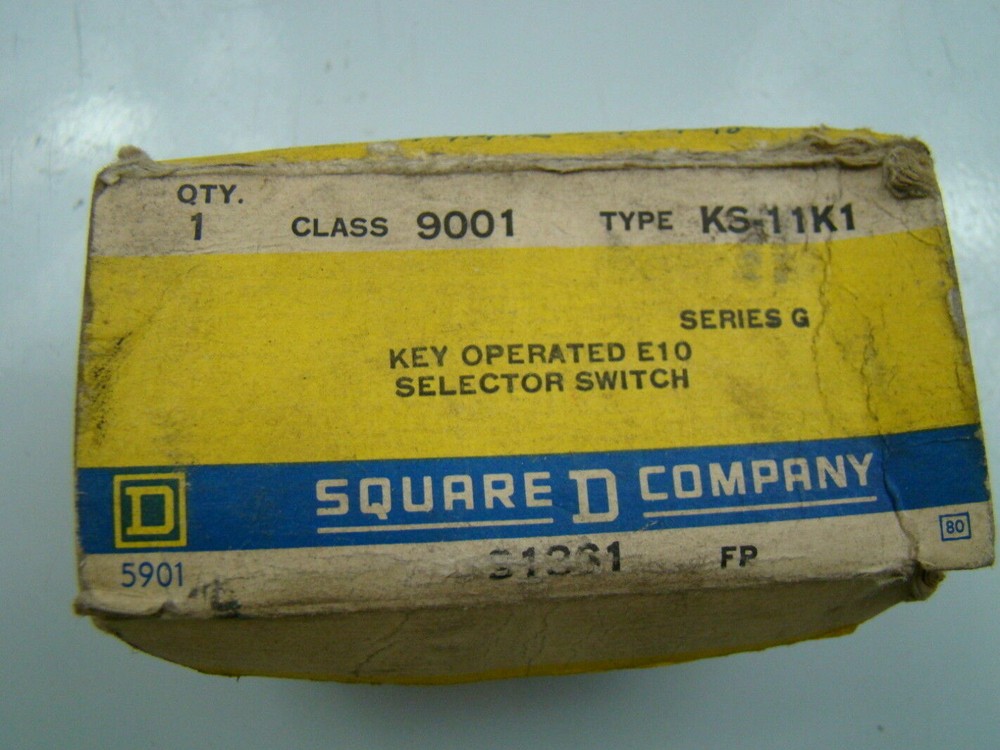 QTY.
1 CLASS 9001 TYPE KS-11K1
SERIES G
KEY OPERATED E10
SELECTOR SWITCH
D SQUARE D COMPANY
80
5901 FP